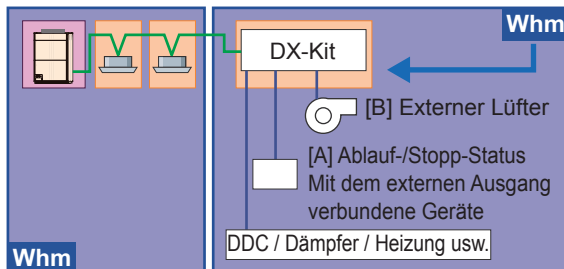 Whm
DX-Kit
[B] Externer Lüfter
[A] Ablauf-/Stopp-Status
Mit dem externen Ausgang
verbundene Geräte
DDC / Dämpfer / Heizung usw.
Whm